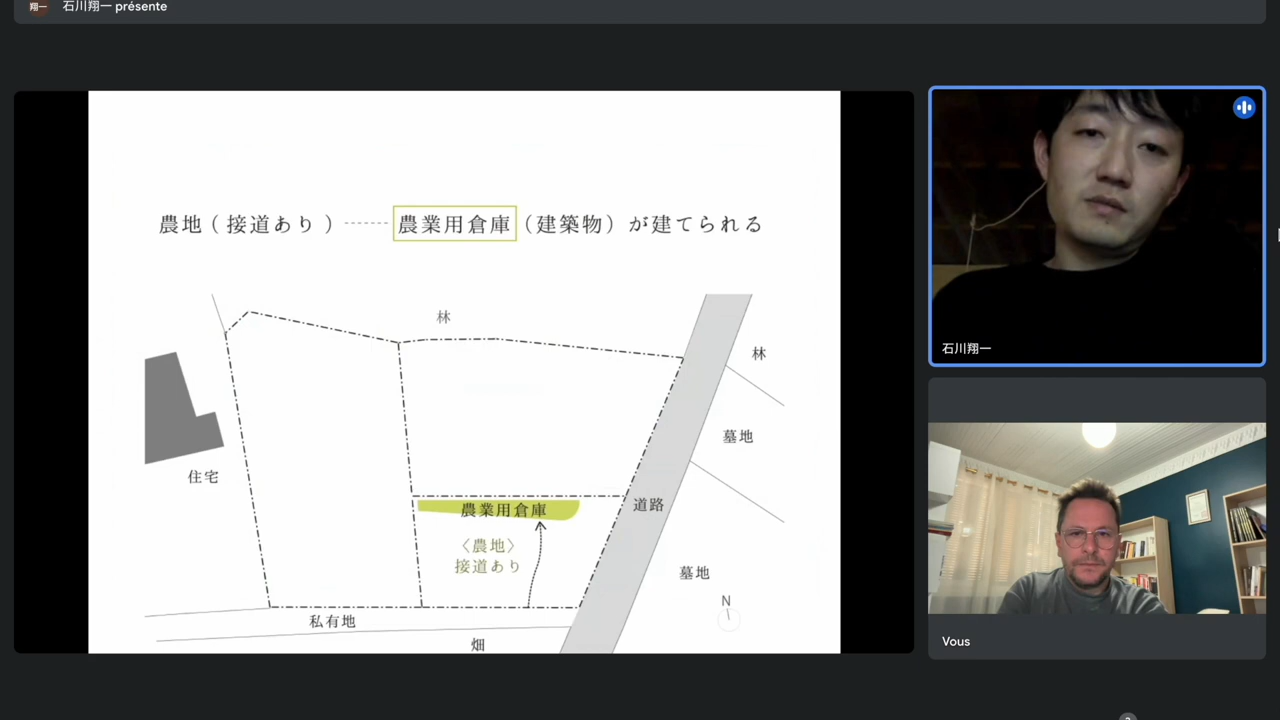 翔一 石川翔一 présente
農地（接道あり）------農業用倉庫（建築物）が建てられる
林
林
墓地
住宅
道路
農業用倉庫
〈農地〉
接道あり
墓地
N
私有地
畑
石川翔一
Vous